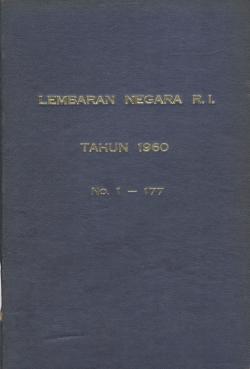 LEMBARAN NEGARA R.I.
TAHUN 1960
No. 1 – 177